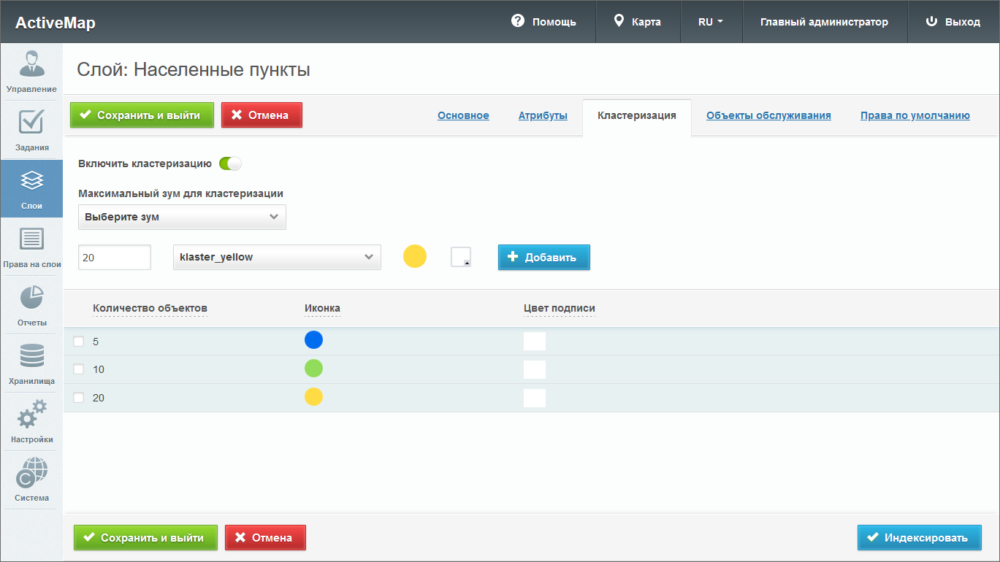 ActiveMap
Помощь
Карта
RU
Главный администратор
Выход
Управление
Задания
Слои
Права на слои
Отчеты
Хранилища
Настройки
Система
Слой: Населенные пункты
Сохранить и выйти
Отмена
Основное
Атрибуты
Кластеризация
Объекты обслуживания
Права по умолчанию
Включить кластеризацию
Максимальный зум для кластеризации
Выберите зум
20
klaster_yellow
Добавить
Количество объектов
Иконка
Цвет подписи
5
10
20
Сохранить и выйти
Отмена
Индексировать